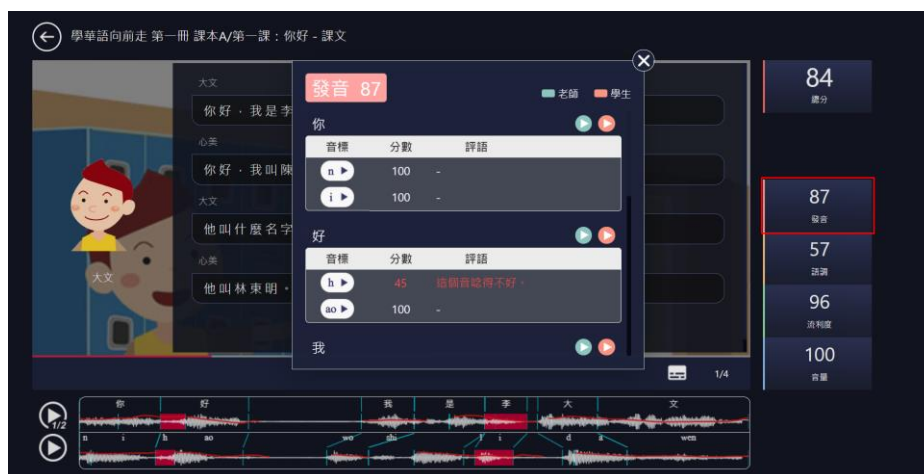 學華語向前走 第一冊 課本A/第一課：你好 - 課文
大文
你好，我是李
心美
你好，我叫陳
大文
他叫什麼名字
心美
他叫林東明。
大文
發音 87
老師 學生
你
音標 分數 評語
n 100 -
i 100 -
好
音標 分數 評語
h 45 這個音唸得不好。
ao 100 -
我
1/4
84
總分
87
發音
57
語調
96
流利度
100
音量
1/2
你 好 我 是 李 大 文
n i h ao wo shi l i d a wen